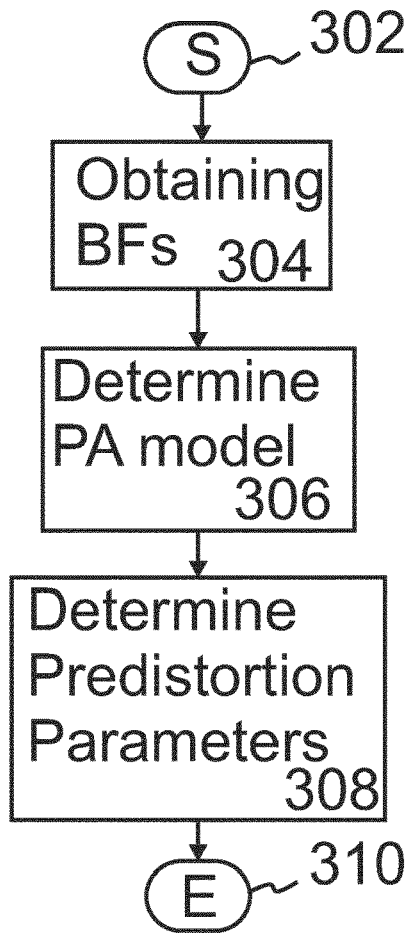 302
S
Obtaining
BFs 304
Determine
PA model
306
Determine
Predistortion
Parameters
308
310
E